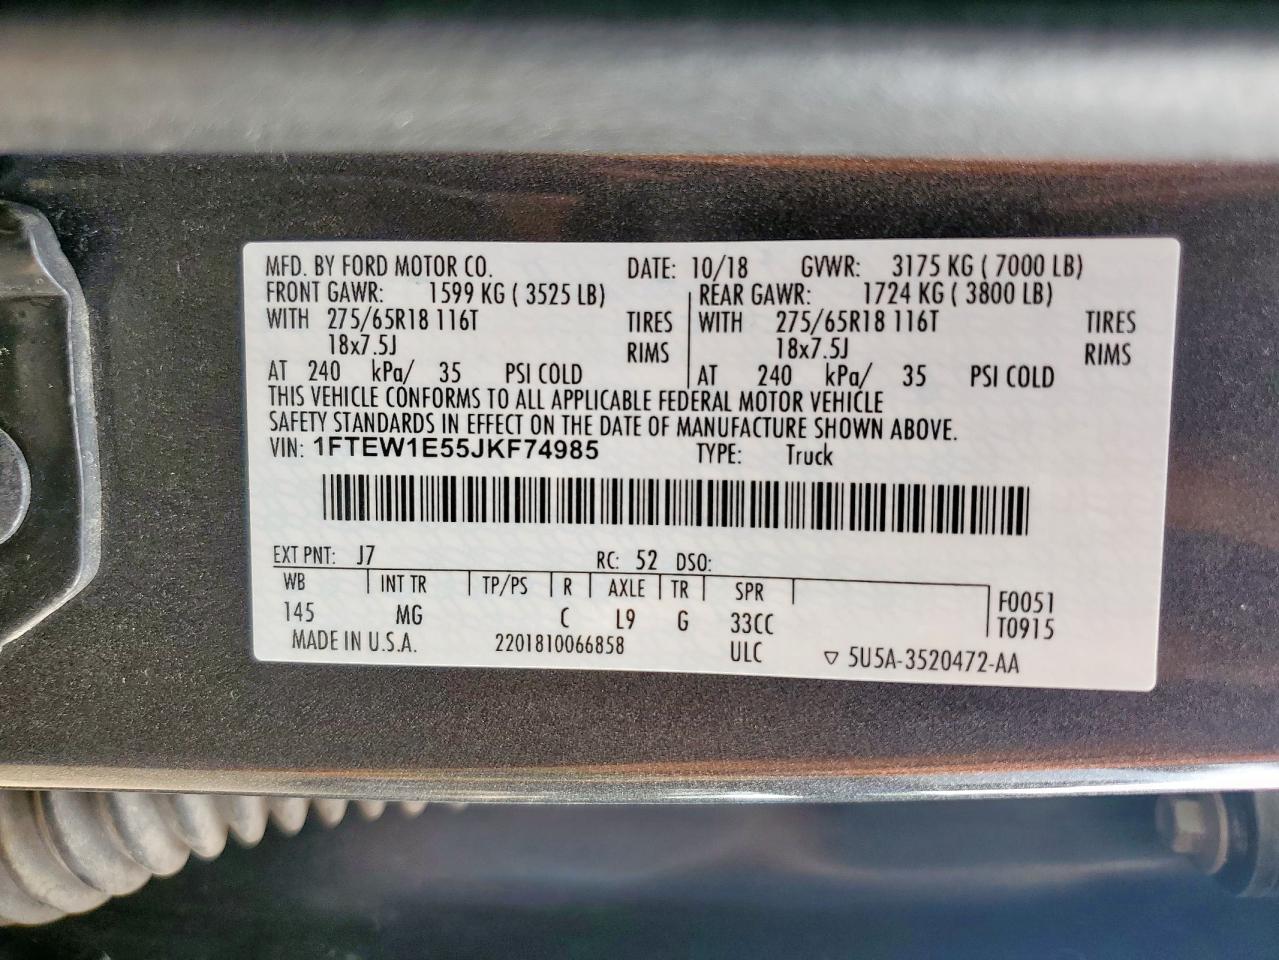 MFD. BY FORD MOTOR CO. DATE: 10/18 GVWR: 3175 KG ( 7000 LB)
FRONT GAWR: 1599 KG ( 3525 LB) REAR GAWR: 1724 KG ( 3800 LB)
WITH 275/65R18 116T TIRES WITH 275/65R18 116T TIRES
18x7.5J RIMS 18x7.5J RIMS
AT 240 kPa/ 35 PSI COLD AT 240 kPa/ 35 PSI COLD
THIS VEHICLE CONFORMS TO ALL APPLICABLE FEDERAL MOTOR VEHICLE
SAFETY STANDARDS IN EFFECT ON THE DATE OF MANUFACTURE SHOWN ABOVE.
VIN: 1FTEW1E55JKF74985 TYPE: Truck
EXT PNT: J7 RC: 52 DSO:
WB INT TR TP/PS R AXLE TR SPR F0051
145 MG C L9 G 33CC T0915
MADE IN U.S.A. 2201810066858 ULC ▽ 5U5A-3520472-AA